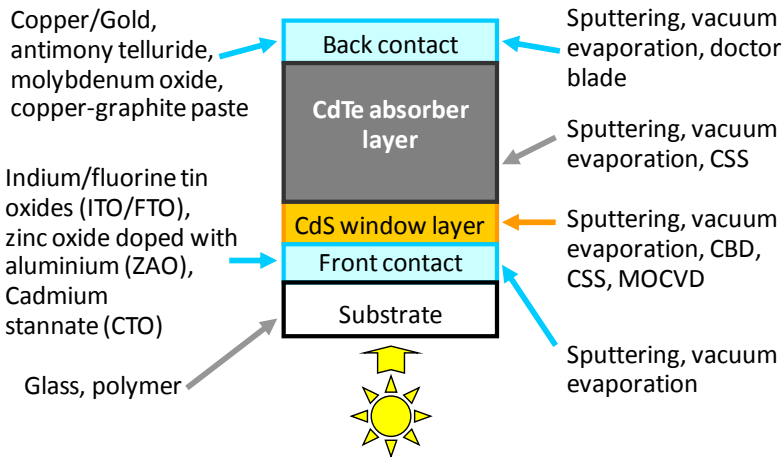 Copper/Gold,
antimony telluride,
molybdenum oxide,
copper-graphite paste
Indium/fluorine tin
oxides (ITO/FTO),
zinc oxide doped with
aluminium (ZAO),
Cadmium
stannate (CTO)
Glass, polymer
Back contact
CdTe absorber
layer
CdS window layer
Front contact
Substrate
Sputtering, vacuum
evaporation, doctor
blade
Sputtering, vacuum
evaporation, CSS
Sputtering, vacuum
evaporation, CBD,
CSS, MOCVD
Sputtering, vacuum
evaporation